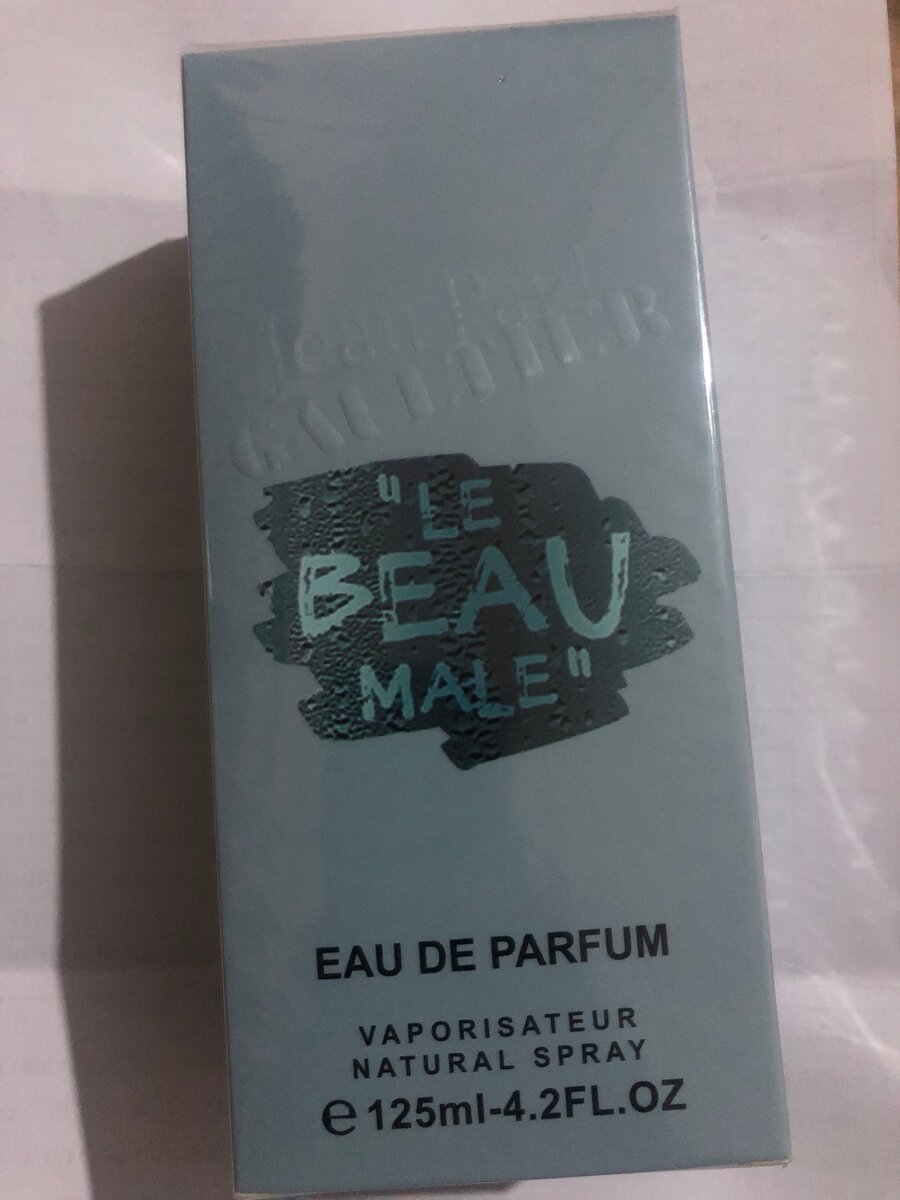 Jean Paul
GAULTIER
"LE
BEAU
MALE"
EAU DE PARFUM
VAPORISATEUR
NATURAL SPRAY
℮ 125ml-4.2FL.OZ